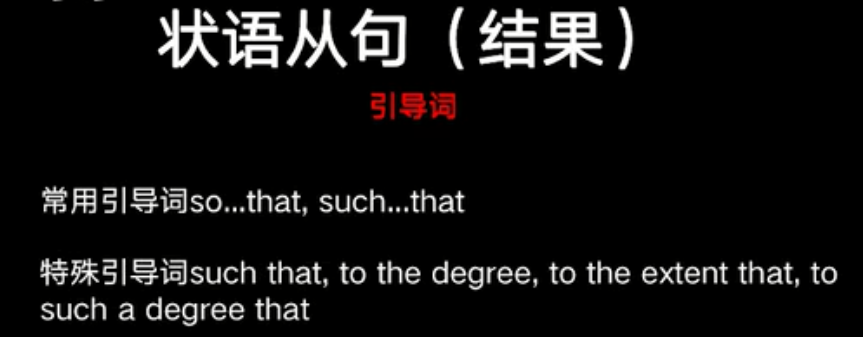 状语从句（结果）
引导词
常用引导词so...that, such...that
特殊引导词such that, to the degree, to the extent that, to
such a degree that